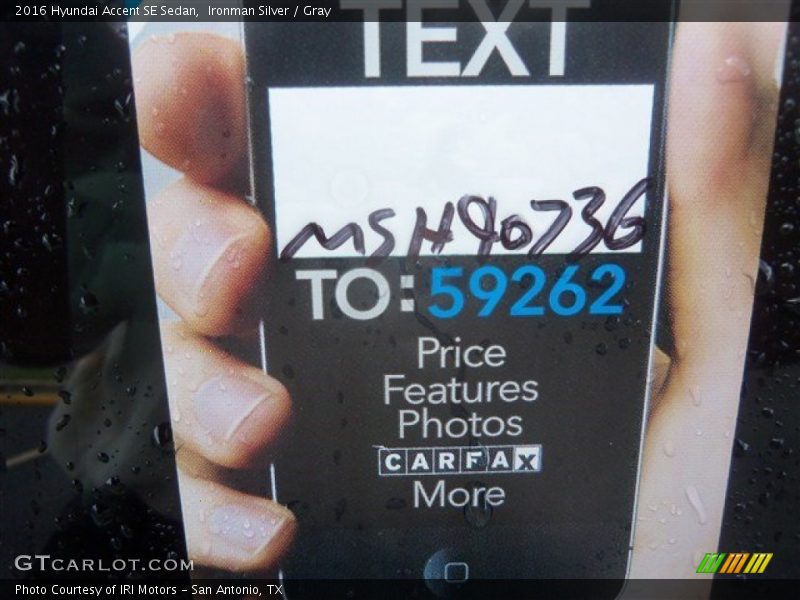 2016 Hyundai Accent SE Sedan,  Ironman Silver / Gray
TEXT
MSH90736
TO: 59262
Price
Features
Photos
CARFAX
More
GTCARLOT.COM
Photo Courtesy of IRI Motors - San Antonio, TX